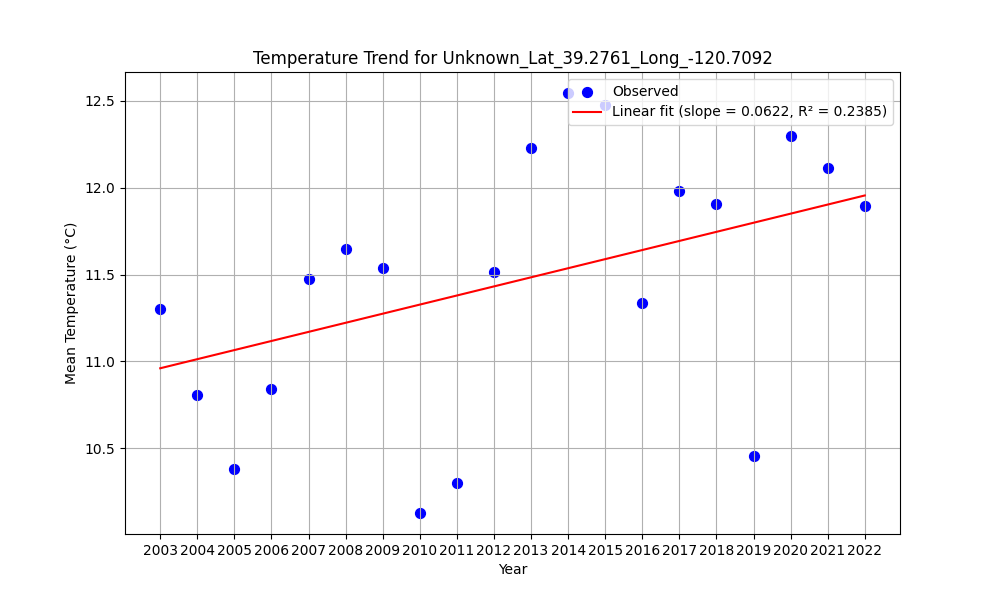 Temperature Trend for Unknown_Lat_39.2761_Long_-120.7092
Observed
Linear fit (slope = 0.0622, R² = 0.2385)
Mean Temperature (°C)
12.5
12.0
11.5
11.0
10.5
2003 2004 2005 2006 2007 2008 2009 2010 2011 2012 2013 2014 2015 2016 2017 2018 2019 2020 2021 2022
Year